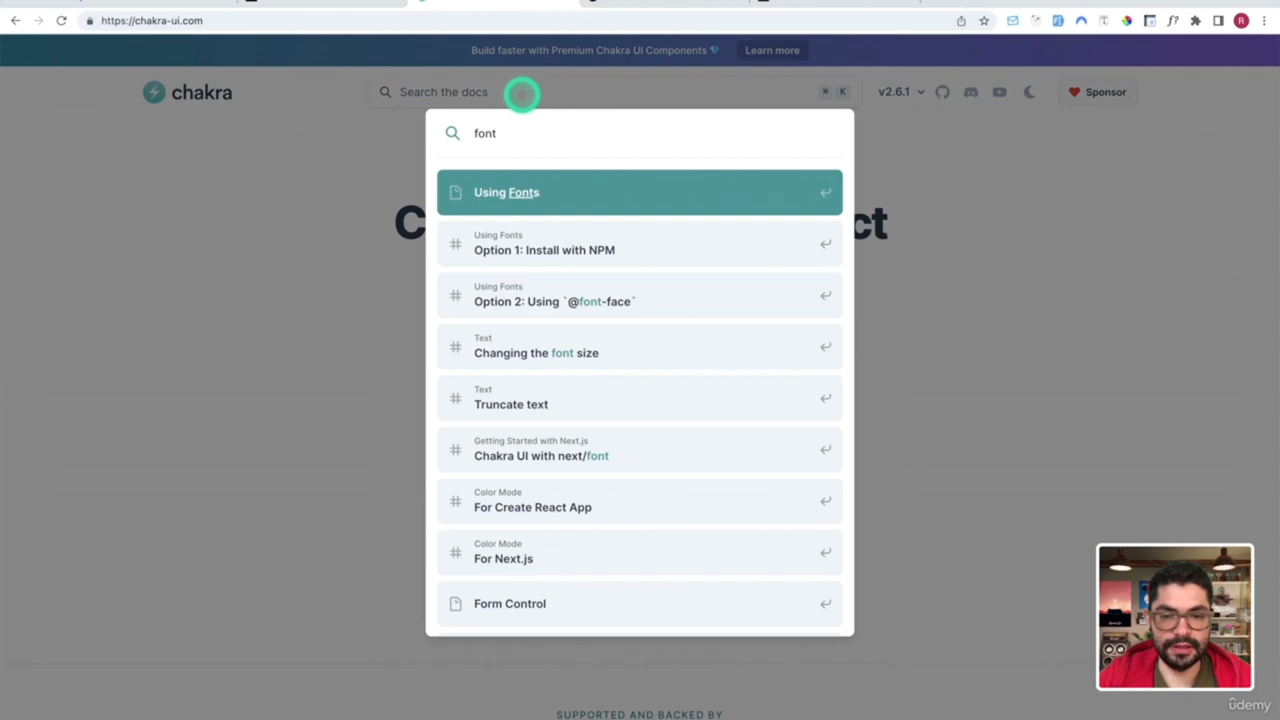 https://chakra-ui.com
Build faster with Premium Chakra UI Components 💎 Learn more
chakra
Search the docs
⌘ K
v2.6.1
Sponsor
font
C
ct
Using Fonts
Using Fonts
Option 1: Install with NPM
Using Fonts
Option 2: Using `@font-face`
Text
Changing the font size
Text
Truncate text
Getting Started with Next.js
Chakra UI with next/font
Color Mode
For Create React App
Color Mode
For Next.js
Form Control
SUPPORTED AND BACKED BY
ûdemy